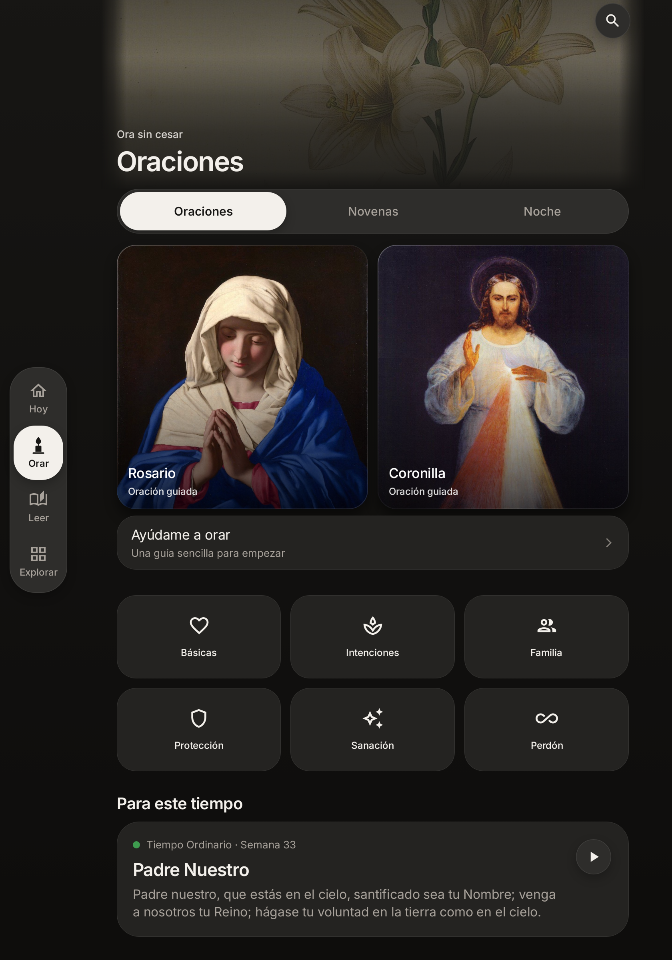 Ora sin cesar
Oraciones
Oraciones
Novenas
Noche
Rosario
Oración guiada
Coronilla
Oración guiada
Hoy
Orar
Leer
Explorar
Ayúdame a orar
Una guía sencilla para empezar
Básicas
Intenciones
Familia
Protección
Sanación
Perdón
Para este tiempo
Tiempo Ordinario · Semana 33
Padre Nuestro
Padre nuestro, que estás en el cielo, santificado sea tu Nombre; venga
a nosotros tu Reino; hágase tu voluntad en la tierra como en el cielo.